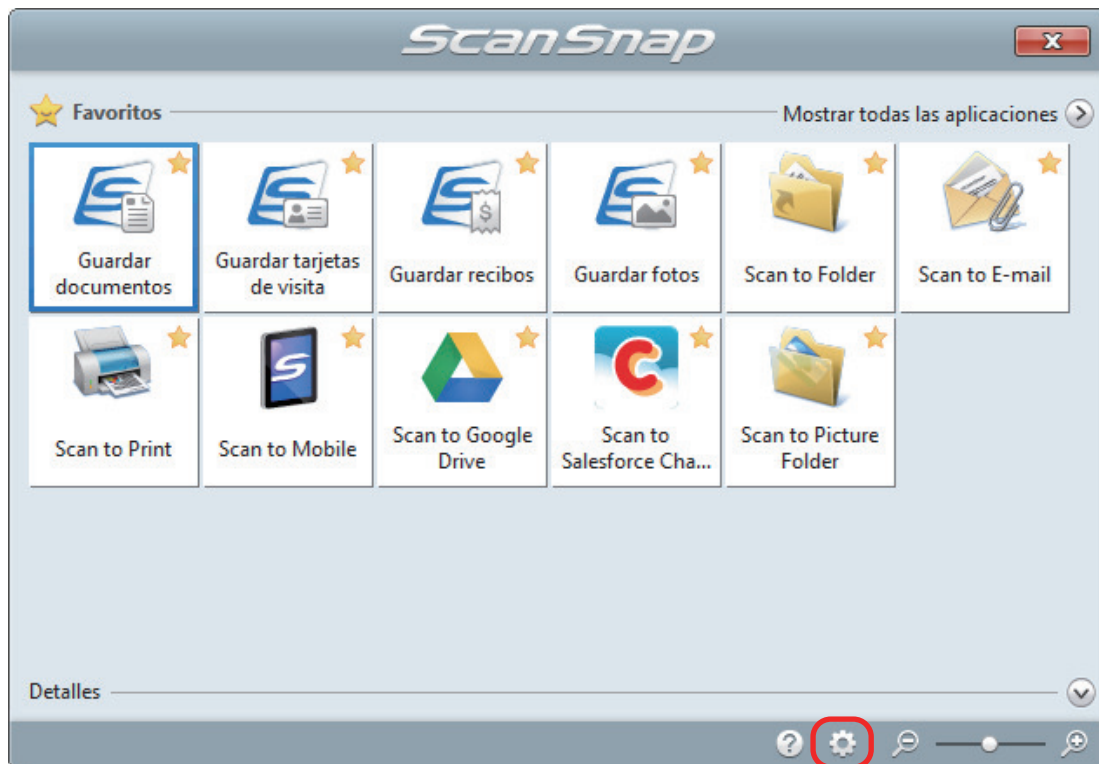 ScanSnap
Favoritos
Mostrar todas las aplicaciones
Guardar
documentos
Guardar tarjetas
de visita
Guardar recibos
Guardar fotos
Scan to Folder
Scan to E-mail
Scan to Print
Scan to Mobile
Scan to Google
Drive
Scan to
Salesforce Cha...
Scan to Picture
Folder
Detalles